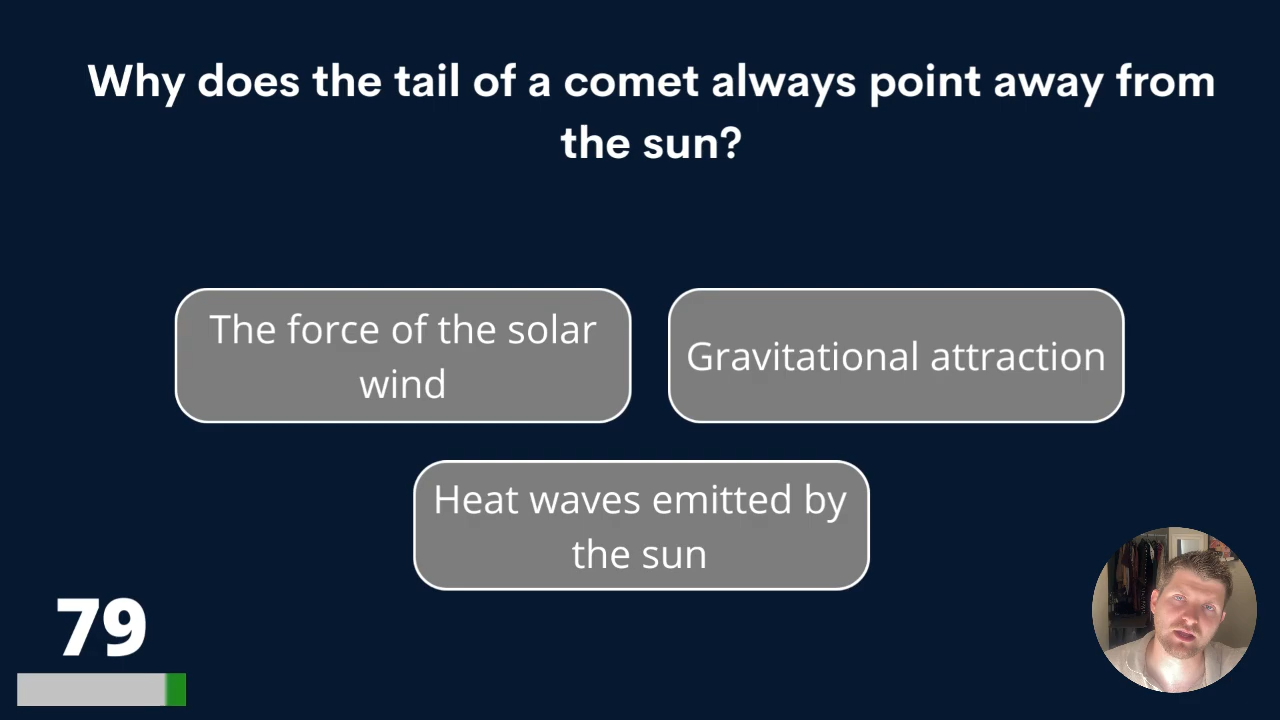 Why does the tail of a comet always point away from
the sun?
The force of the solar
wind
Gravitational attraction
Heat waves emitted by
the sun
79